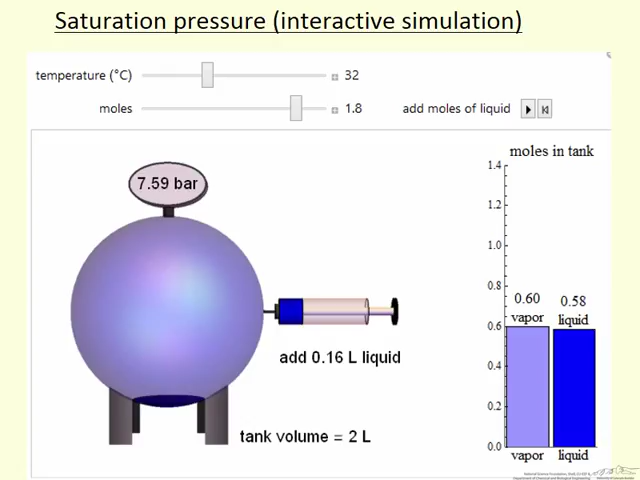 Saturation pressure (interactive simulation)
temperature (°C) 32
moles 1.8 add moles of liquid
moles in tank
7.59 bar
1.4
1.2
1.0
0.8
0.6
0.4
0.2
0.0
0.60 0.58
vapor liquid
add 0.16 L liquid
tank volume = 2 L
vapor liquid